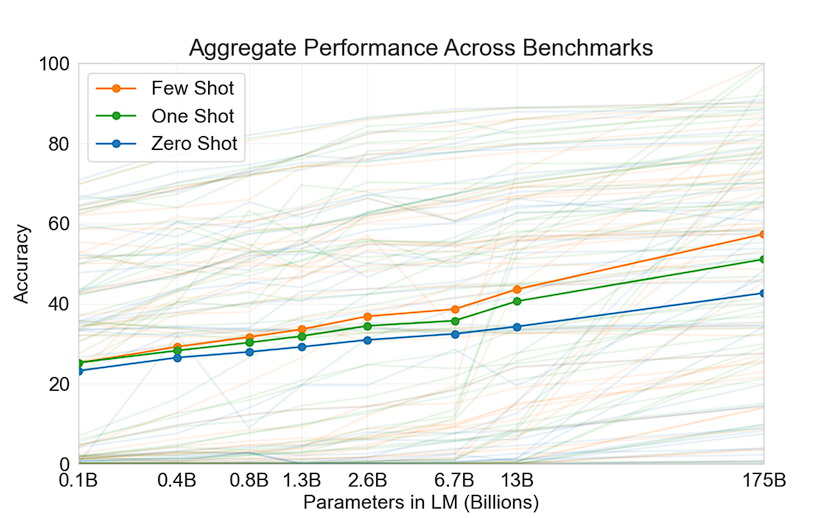 Aggregate Performance Across Benchmarks
100
80
60
40
20
0
Accuracy
Few Shot
One Shot
Zero Shot
0.1B 0.4B 0.8B 1.3B 2.6B 6.7B 13B 175B
Parameters in LM (Billions)